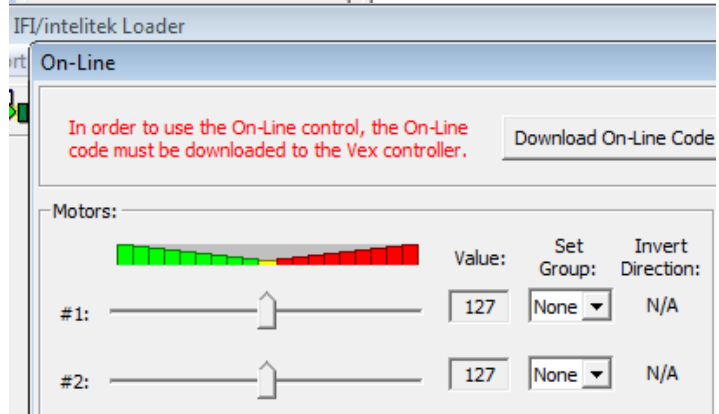 IFI/intelitek Loader
On-Line
In order to use the On-Line control, the On-Line
code must be downloaded to the Vex controller.
Download On-Line Code
Motors:
Value:
Set
Group:
Invert
Direction:
#1:
127
None
N/A
#2:
127
None
N/A